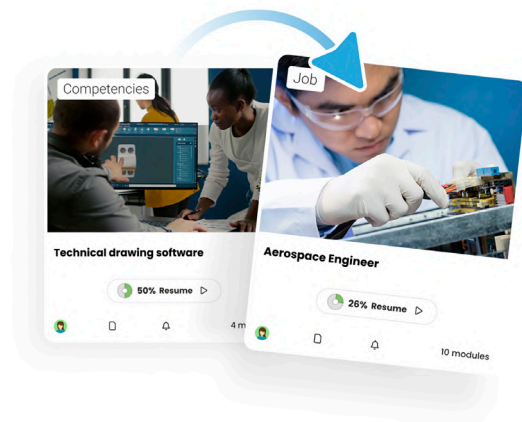 Competencies
Technical drawing software
50% Resume
4 m
Job
Aerospace Engineer
26% Resume
10 modules